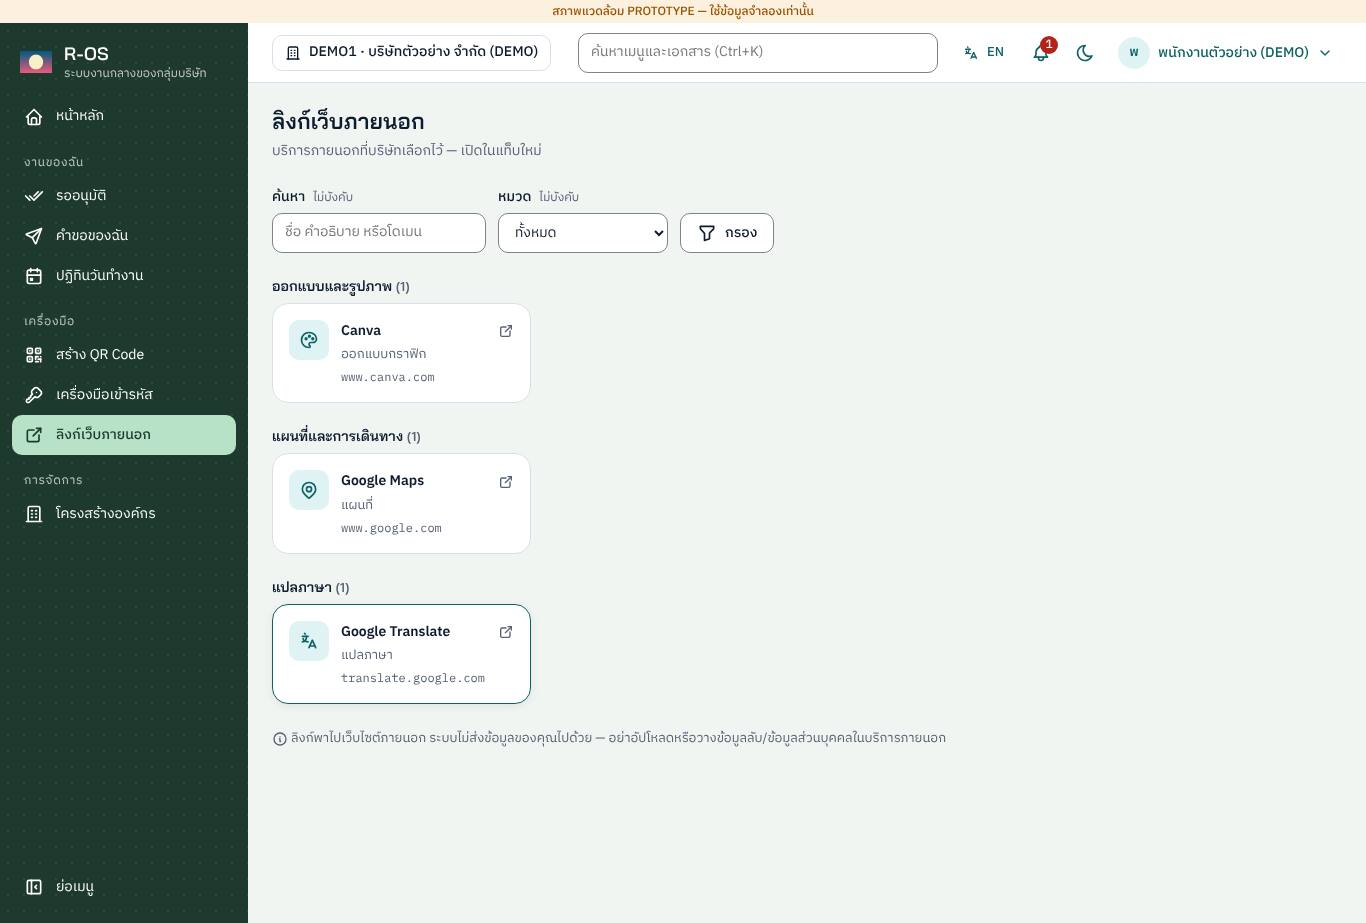 สภาพแวดล้อม PROTOTYPE — ใช้ข้อมูลจำลองเท่านั้น
R-OS
ระบบงานกลางของกลุ่มบริษัท
หน้าหลัก
งานของฉัน
รออนุมัติ
คำขอของฉัน
ปฏิทินวันทำงาน
เครื่องมือ
สร้าง QR Code
เครื่องมือเข้ารหัส
ลิงก์เว็บภายนอก
การจัดการ
โครงสร้างองค์กร
ย่อเมนู
DEMO1 · บริษัทตัวอย่าง จำกัด (DEMO)
ค้นหาเมนูและเอกสาร (Ctrl+K)
EN
1
พ
พนักงานตัวอย่าง (DEMO)
ลิงก์เว็บภายนอก
บริการภายนอกที่บริษัทเลือกไว้ — เปิดในแท็บใหม่
ค้นหา ไม่บังคับ
หมวด ไม่บังคับ
ชื่อ คำอธิบาย หรือโดเมน
ทั้งหมด
กรอง
ออกแบบและรูปภาพ (1)
Canva
ออกแบบกราฟิก
www.canva.com
แผนที่และการเดินทาง (1)
Google Maps
แผนที่
www.google.com
แปลภาษา (1)
Google Translate
แปลภาษา
translate.google.com
ลิงก์พาไปเว็บไซต์ภายนอก ระบบไม่ส่งข้อมูลของคุณไปด้วย — อย่าอัปโหลดหรือวางข้อมูลลับ/ข้อมูลส่วนบุคคลในบริการภายนอก